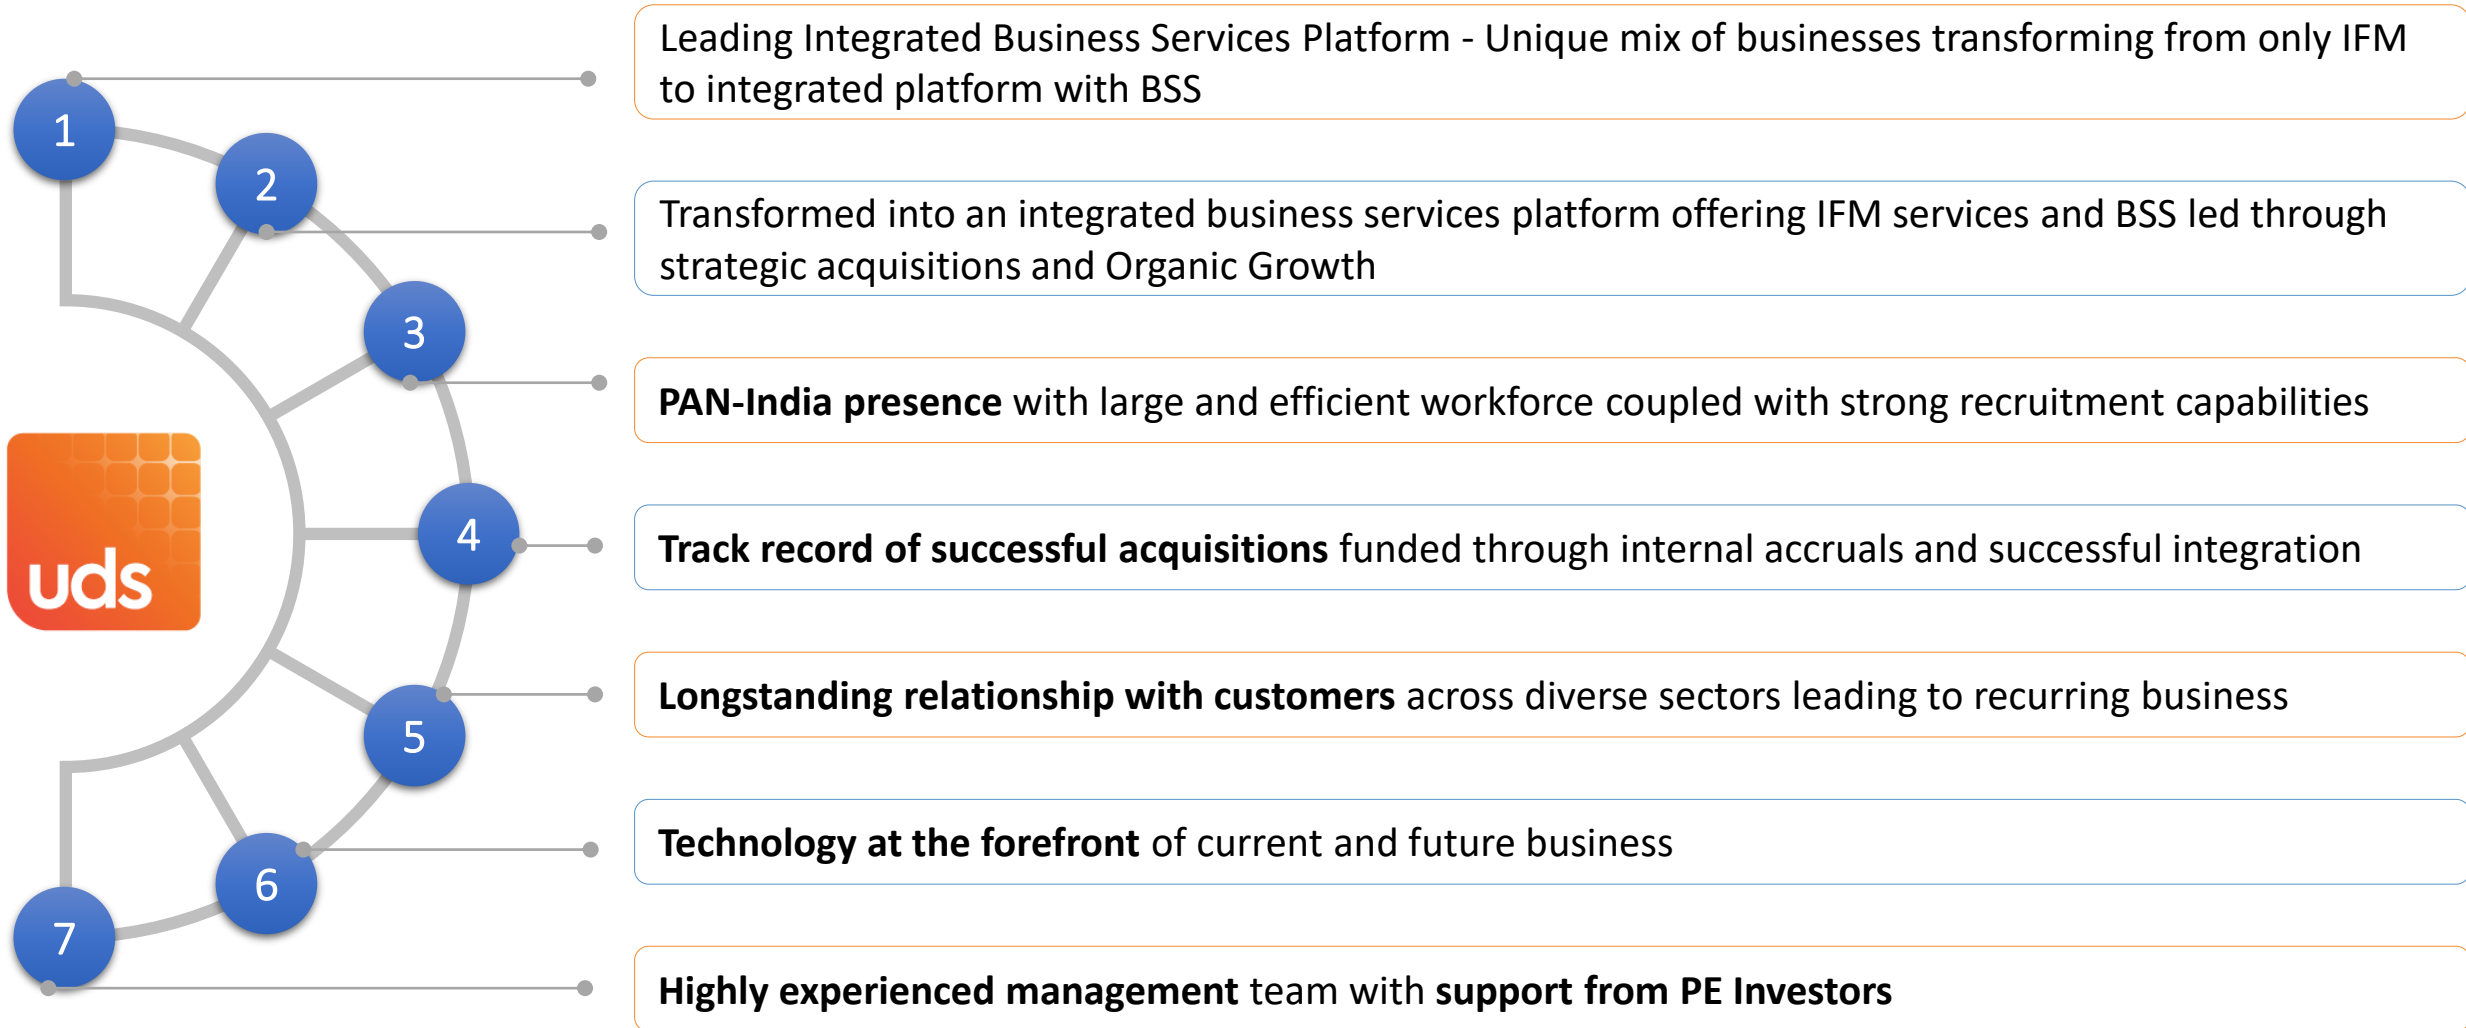 1
Leading Integrated Business Services Platform - Unique mix of businesses transforming from only IFM
to integrated platform with BSS
2
Transformed into an integrated business services platform offering IFM services and BSS led through
strategic acquisitions and Organic Growth
3
PAN-India presence with large and efficient workforce coupled with strong recruitment capabilities
uds
4
Track record of successful acquisitions funded through internal accruals and successful integration
5
Longstanding relationship with customers across diverse sectors leading to recurring business
6
Technology at the forefront of current and future business
7
Highly experienced management team with support from PE Investors